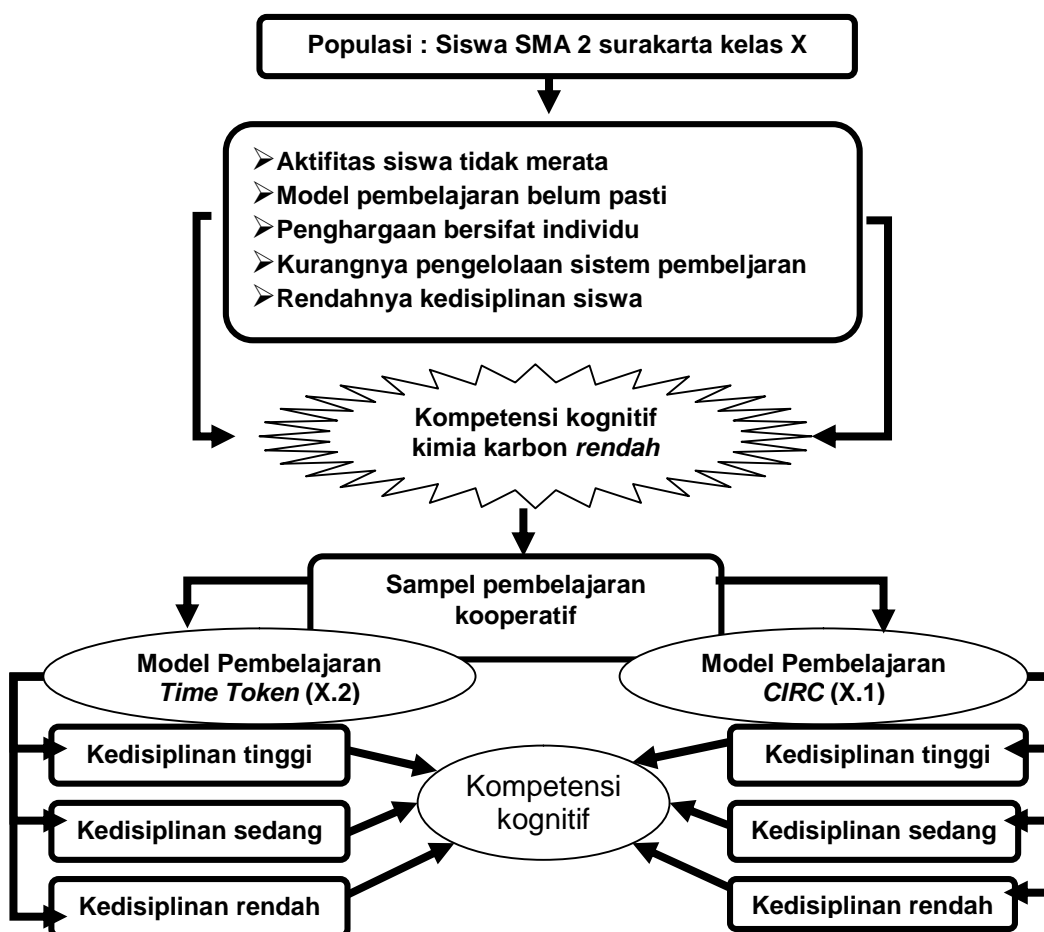 Populasi : Siswa SMA 2 surakarta kelas X
➢Aktifitas siswa tidak merata
➢Model pembelajaran belum pasti
➢Penghargaan bersifat individu
➢Kurangnya pengelolaan sistem pembeljaran
➢Rendahnya kedisiplinan siswa
Kompetensi kognitif
kimia karbon rendah
Sampel pembelajaran
kooperatif
Model Pembelajaran
Time Token (X.2)
Model Pembelajaran
CIRC (X.1)
Kedisiplinan tinggi
Kedisiplinan sedang
Kedisiplinan rendah
Kompetensi
kognitif
Kedisiplinan tinggi
Kedisiplinan sedang
Kedisiplinan rendah